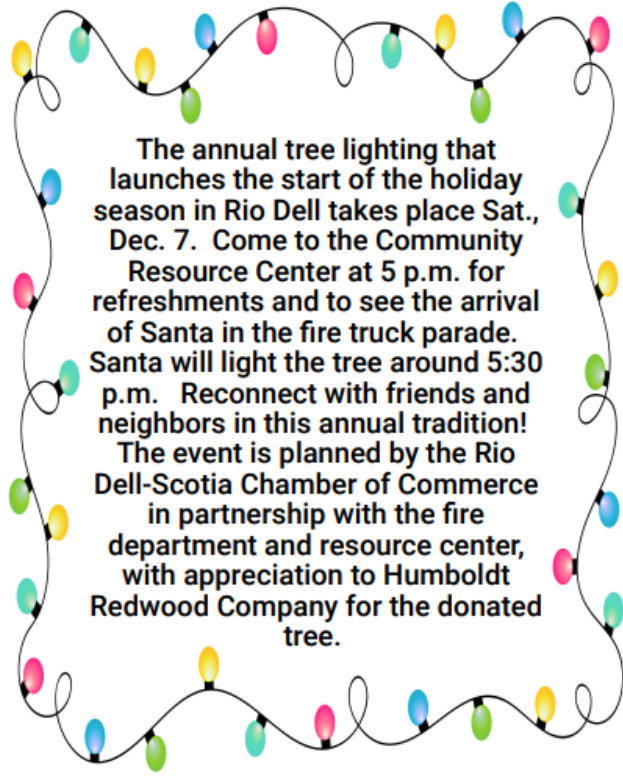 The annual tree lighting that
launches the start of the holiday
season in Rio Dell takes place Sat.,
Dec. 7.  Come to the Community
Resource Center at 5 p.m. for
refreshments and to see the arrival
of Santa in the fire truck parade.
Santa will light the tree around 5:30
p.m.   Reconnect with friends and
neighbors in this annual tradition!
The event is planned by the Rio
Dell-Scotia Chamber of Commerce
in partnership with the fire
department and resource center,
with appreciation to Humboldt
Redwood Company for the donated
tree.